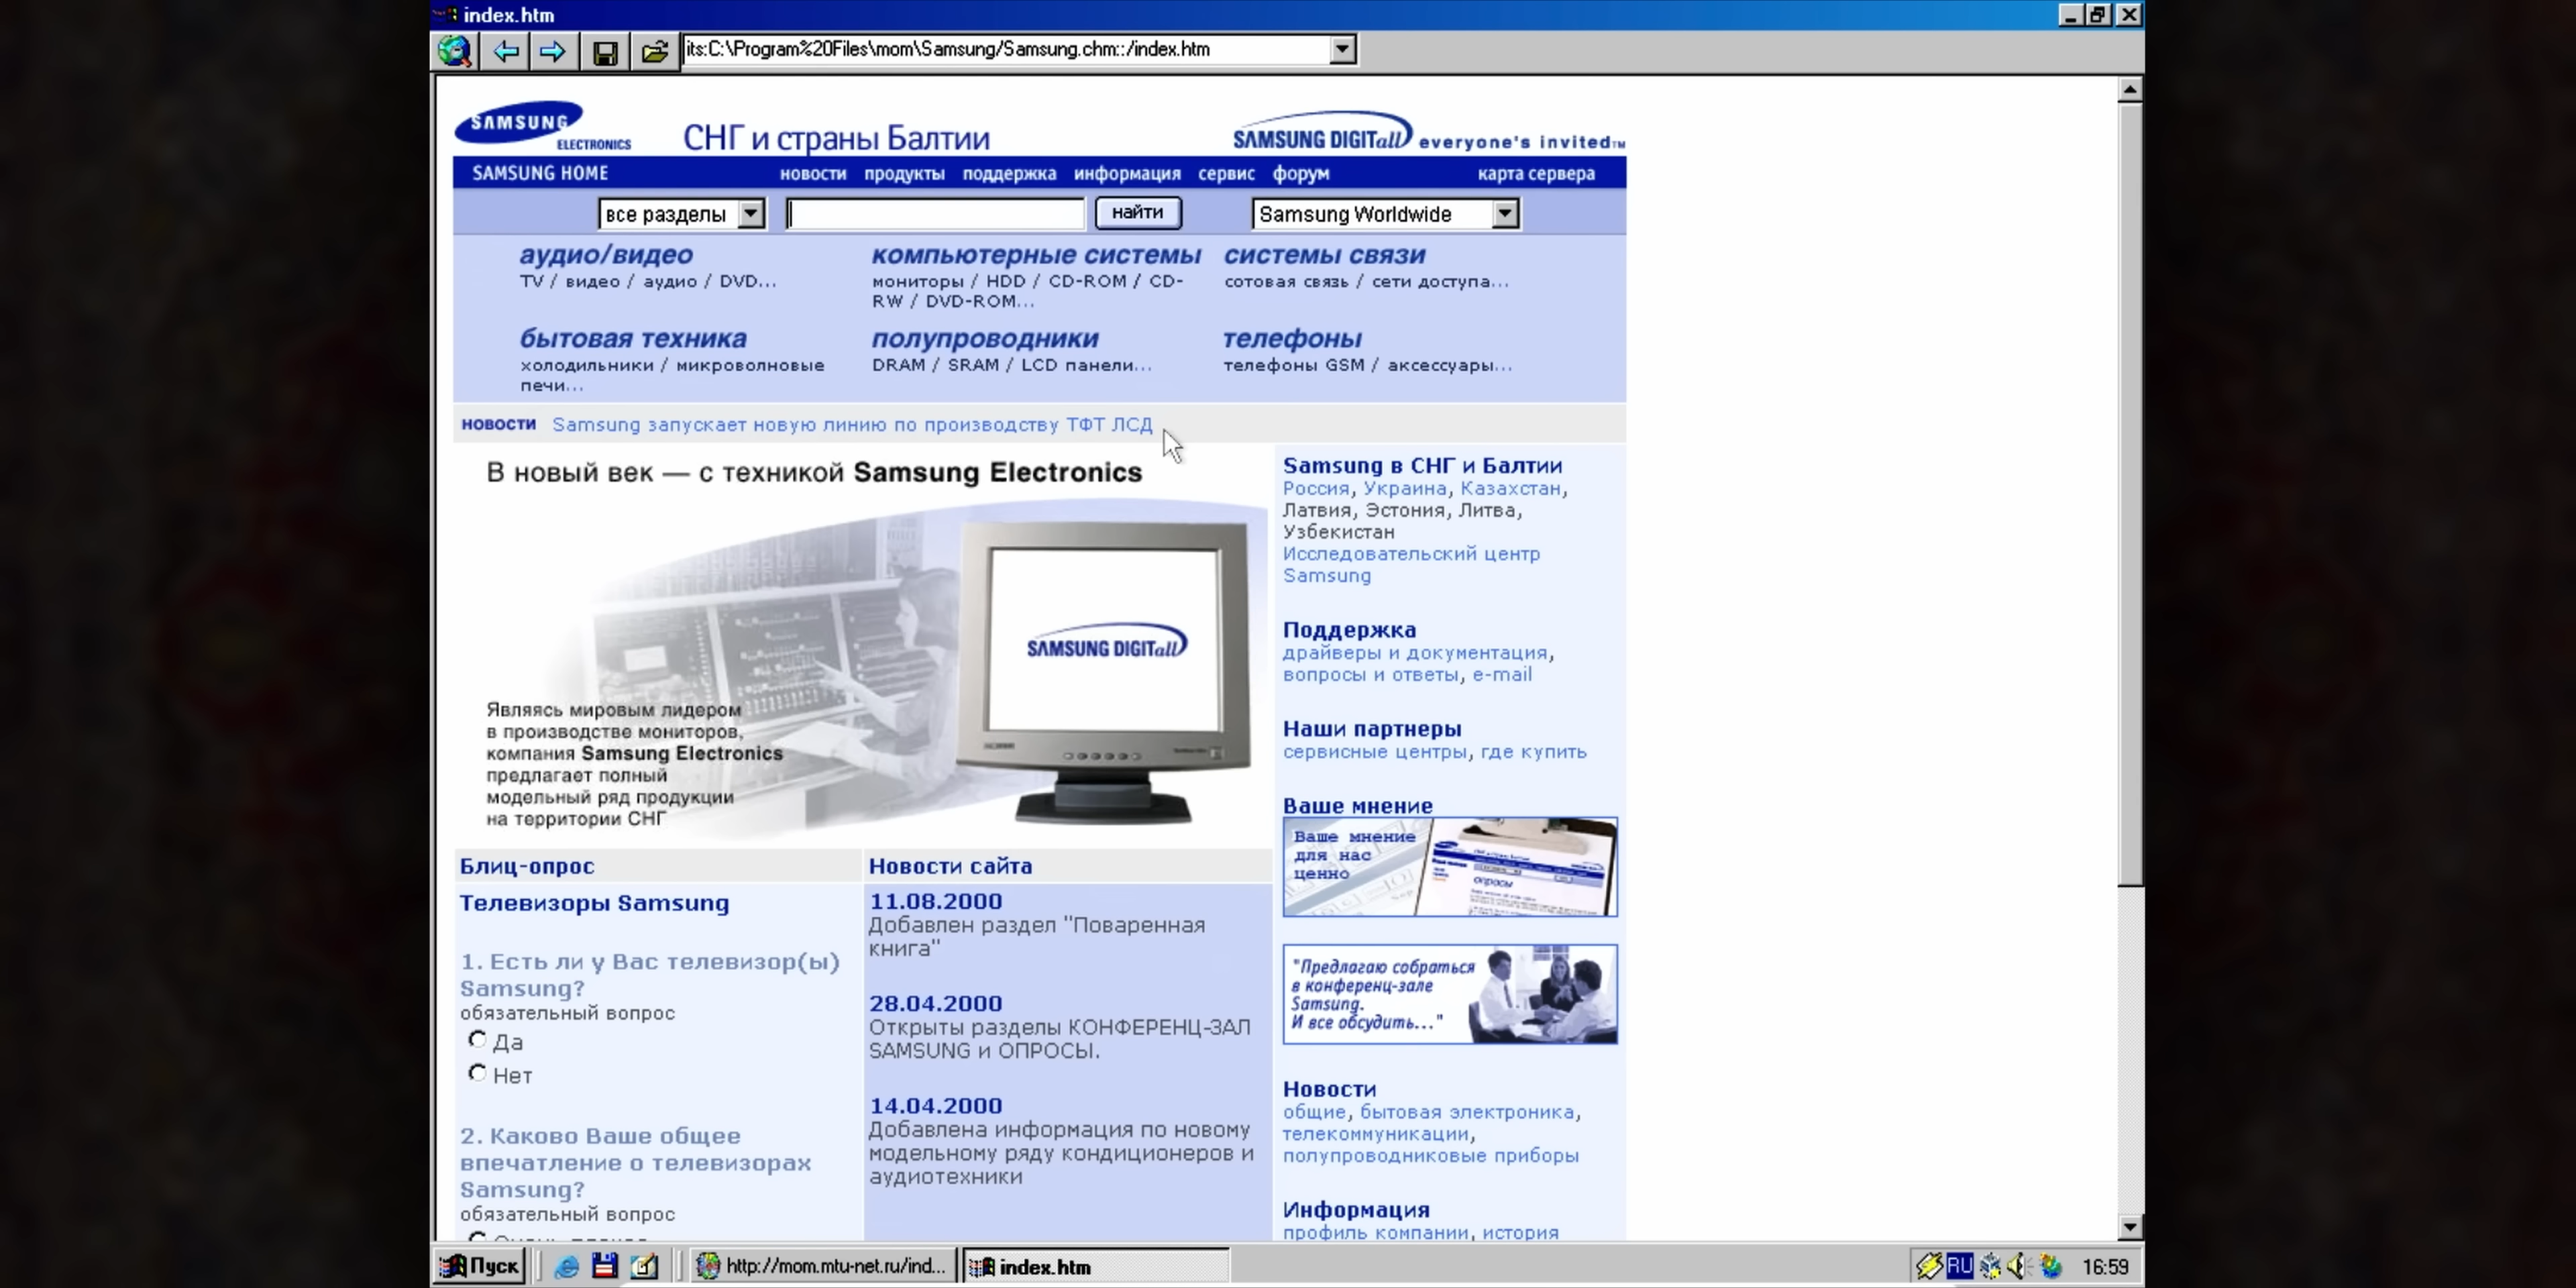 index.htm
its:C:\Program%20Files\mom\Samsung/Samsung.chm::/index.htm
SAMSUNG
ELECTRONICS
СНГ и страны Балтии
SAMSUNG DIGITall everyone's invited™
SAMSUNG HOME новости продукты поддержка информация сервис форум карта сервера
все разделы найти Samsung Worldwide
аудио/видео
TV / видео / аудио / DVD...
компьютерные системы
мониторы / HDD / CD-ROM / CD-
RW / DVD-ROM...
системы связи
сотовая связь / сети доступа...
бытовая техника
холодильники / микроволновые
печи...
полупроводники
DRAM / SRAM / LCD панели...
телефоны
телефоны GSM / аксессуары...
новости Samsung запускает новую линию по производству ТФТ ЛСД
В новый век — с техникой Samsung Electronics
SAMSUNG DIGITall
Являясь мировым лидером
в производстве мониторов,
компания Samsung Electronics
предлагает полный
модельный ряд продукции
на территории СНГ
Samsung в СНГ и Балтии
Россия, Украина, Казахстан,
Латвия, Эстония, Литва,
Узбекистан
Исследовательский центр
Samsung
Поддержка
драйверы и документация,
вопросы и ответы, e-mail
Наши партнеры
сервисные центры, где купить
Ваше мнение
Ваше мнение
для нас
ценно
опросы
"Предлагаю собраться
в конференц-зале
Samsung.
И все обсудить..."
Новости
общие, бытовая электроника,
телекоммуникации,
полупроводниковые приборы
Информация
профиль компании, история
Блиц-опрос
Телевизоры Samsung
1. Есть ли у Вас телевизор(ы)
Samsung?
обязательный вопрос
Да
Нет
2. Каково Ваше общее
впечатление о телевизорах
Samsung?
обязательный вопрос
Новости сайта
11.08.2000
Добавлен раздел "Поваренная
книга"
28.04.2000
Открыты разделы КОНФЕРЕНЦ-ЗАЛ
SAMSUNG и ОПРОСЫ.
14.04.2000
Добавлена информация по новому
модельному ряду кондиционеров и
аудиотехники
Пуск http://mom.mtu-net.ru/ind... index.htm RU 16:59